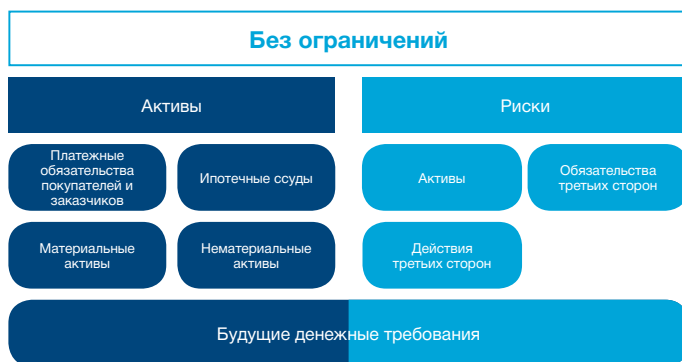 Без ограничений
Активы
Риски
Платежные
обязательства
покупателей и
заказчиков
Ипотечные ссуды
Активы
Обязательства
третьих сторон
Материальные
активы
Нематериальные
активы
Действия
третьих сторон
Будущие денежные требования